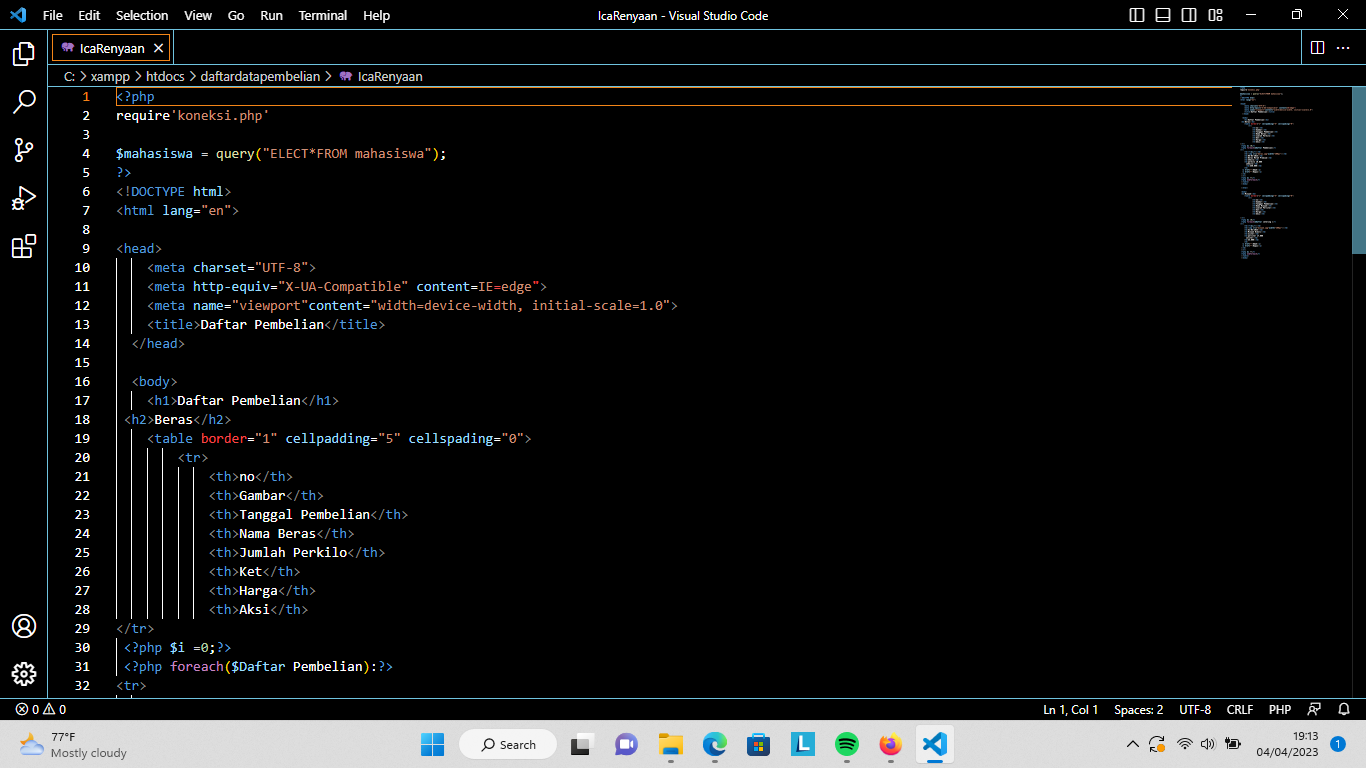 File Edit Selection View Go Run Terminal Help
IcaRenyaan - Visual Studio Code
IcaRenyaan
C: > xampp > htdocs > daftardatapembelian > IcaRenyaan
1 <?php
2 require'koneksi.php'
3
4 $mahasiswa = query("ELECT*FROM mahasiswa");
5 ?>
6 <!DOCTYPE html>
7 <html lang="en">
8
9 <head>
10 <meta charset="UTF-8">
11 <meta http-equiv="X-UA-Compatible" content=IE=edge">
12 <meta name="viewport"content="width=device-width, initial-scale=1.0">
13 <title>Daftar Pembelian</title>
14 </head>
15
16 <body>
17 <h1>Daftar Pembelian</h1>
18 <h2>Beras</h2>
19 <table border="1" cellpadding="5" cellspading="0">
20 <tr>
21 <th>no</th>
22 <th>Gambar</th>
23 <th>Tanggal Pembelian</th>
24 <th>Nama Beras</th>
25 <th>Jumlah Perkilo</th>
26 <th>Ket</th>
27 <th>Harga</th>
28 <th>Aksi</th>
29 </tr>
30 <?php $i =0;?>
31 <?php foreach($Daftar Pembelian):?>
32 <tr>
0 0
Ln 1, Col 1 Spaces: 2 UTF-8 CRLF PHP
77°F
Mostly cloudy
Search
L
19:13
04/04/2023
1